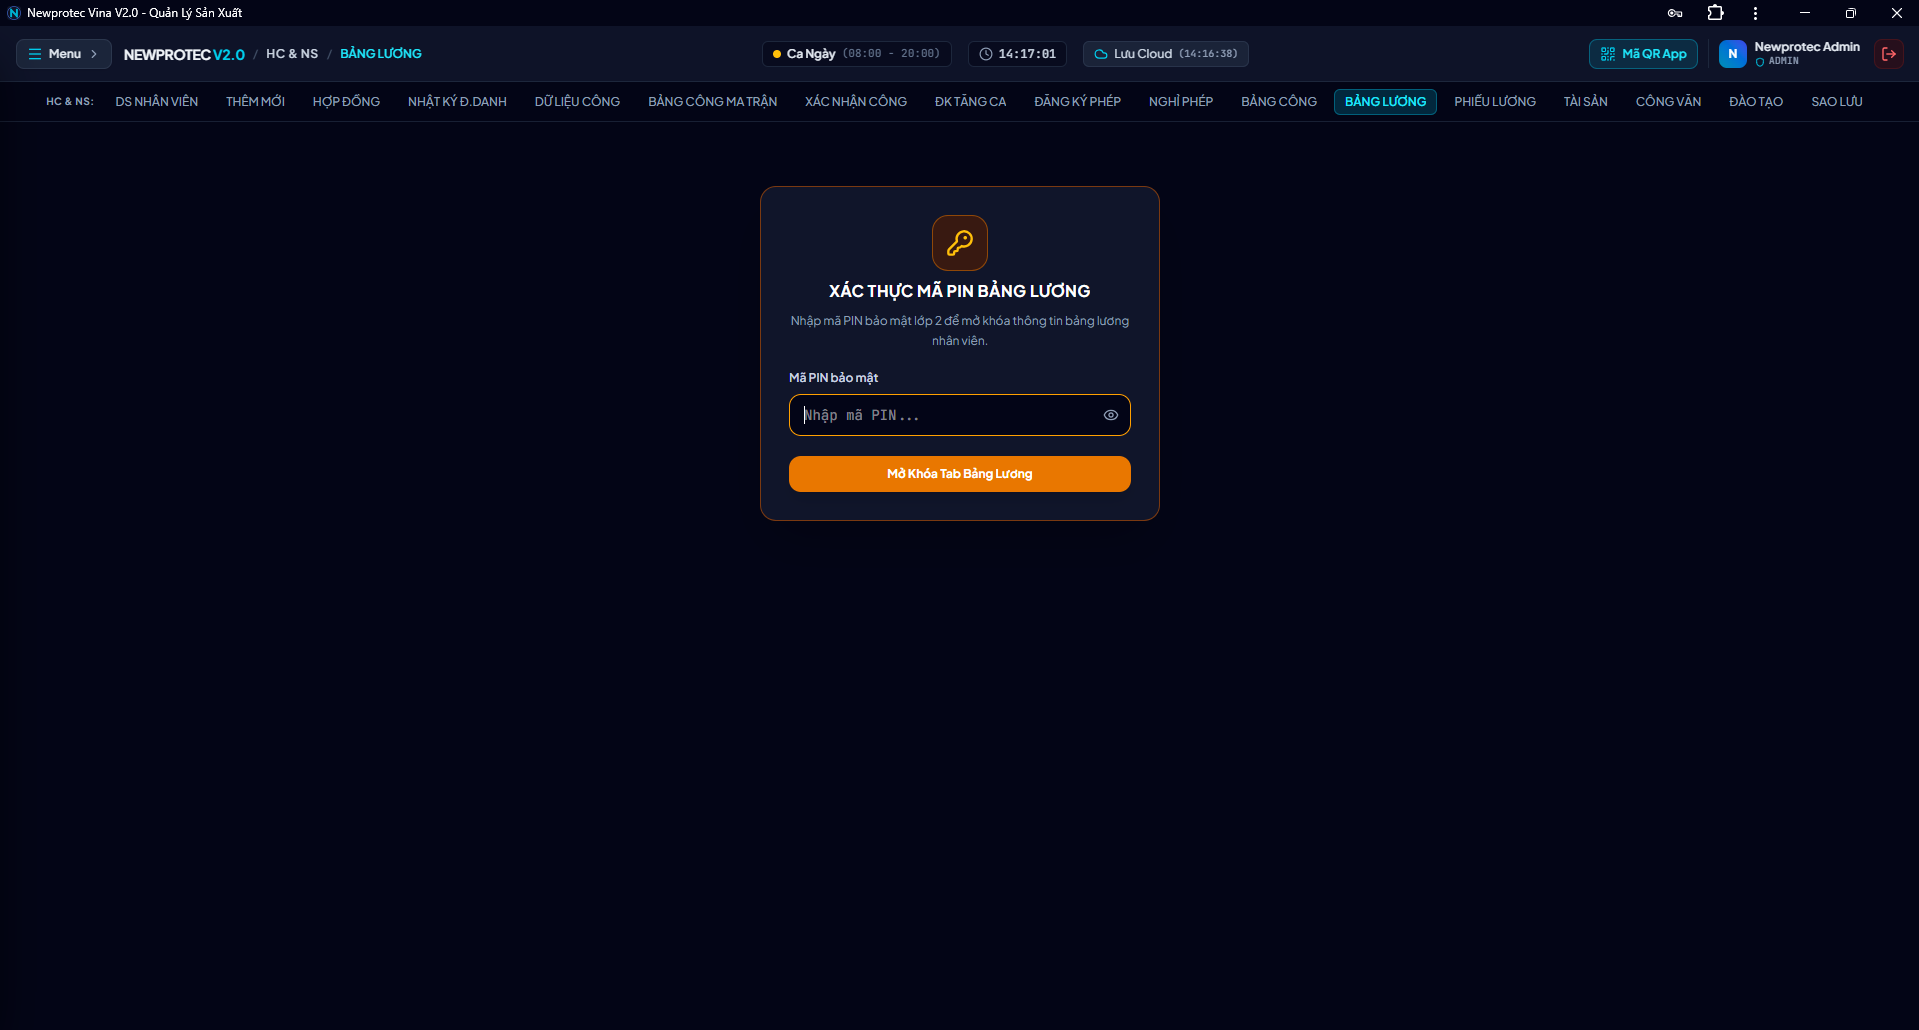 Newprotec Vina V2.0 - Quản Lý Sản Xuất
Menu
NEWPROTEC V2.0 / HC & NS / BẢNG LƯƠNG
Ca Ngày (08:00 - 20:00)
14:17:01
Lưu Cloud (14:16:38)
Mã QR App
N
Newprotec Admin
ADMIN
HC & NS: DS NHÂN VIÊN THÊM MỚI HỢP ĐỒNG NHẬT KÝ Đ.DANH DỮ LIỆU CÔNG BẢNG CÔNG MA TRẬN XÁC NHẬN CÔNG ĐK TĂNG CA ĐĂNG KÝ PHÉP NGHỈ PHÉP BẢNG CÔNG BẢNG LƯƠNG PHIẾU LƯƠNG TÀI SẢN CÔNG VĂN ĐÀO TẠO SAO LƯU
XÁC THỰC MÃ PIN BẢNG LƯƠNG
Nhập mã PIN bảo mật lớp 2 để mở khóa thông tin bảng lương
nhân viên.
Mã PIN bảo mật
Nhập mã PIN...
Mở Khóa Tab Bảng Lương